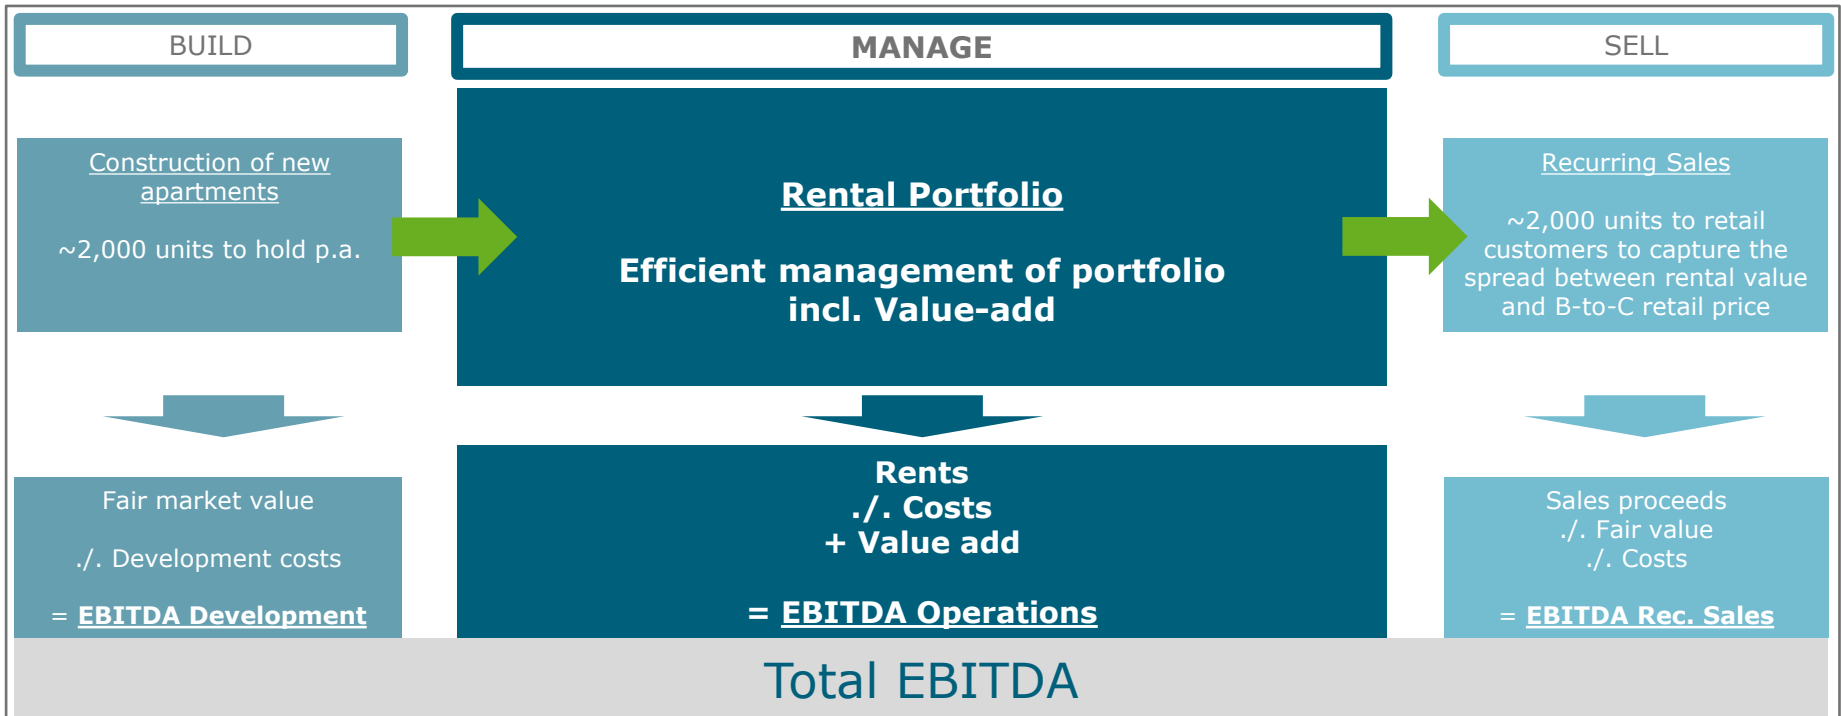 BUILD
MANAGE
SELL
Construction of new
apartments
~2,000 units to hold p.a.
Rental Portfolio
Efficient management of portfolio
incl. Value-add
Recurring Sales
~2,000 units to retail
customers to capture the
spread between rental value
and B-to-C retail price
Fair market value
./. Development costs
= EBITDA Development
Rents
./. Costs
+ Value add
= EBITDA Operations
Sales proceeds
./. Fair value
./. Costs
= EBITDA Rec. Sales
Total EBITDA